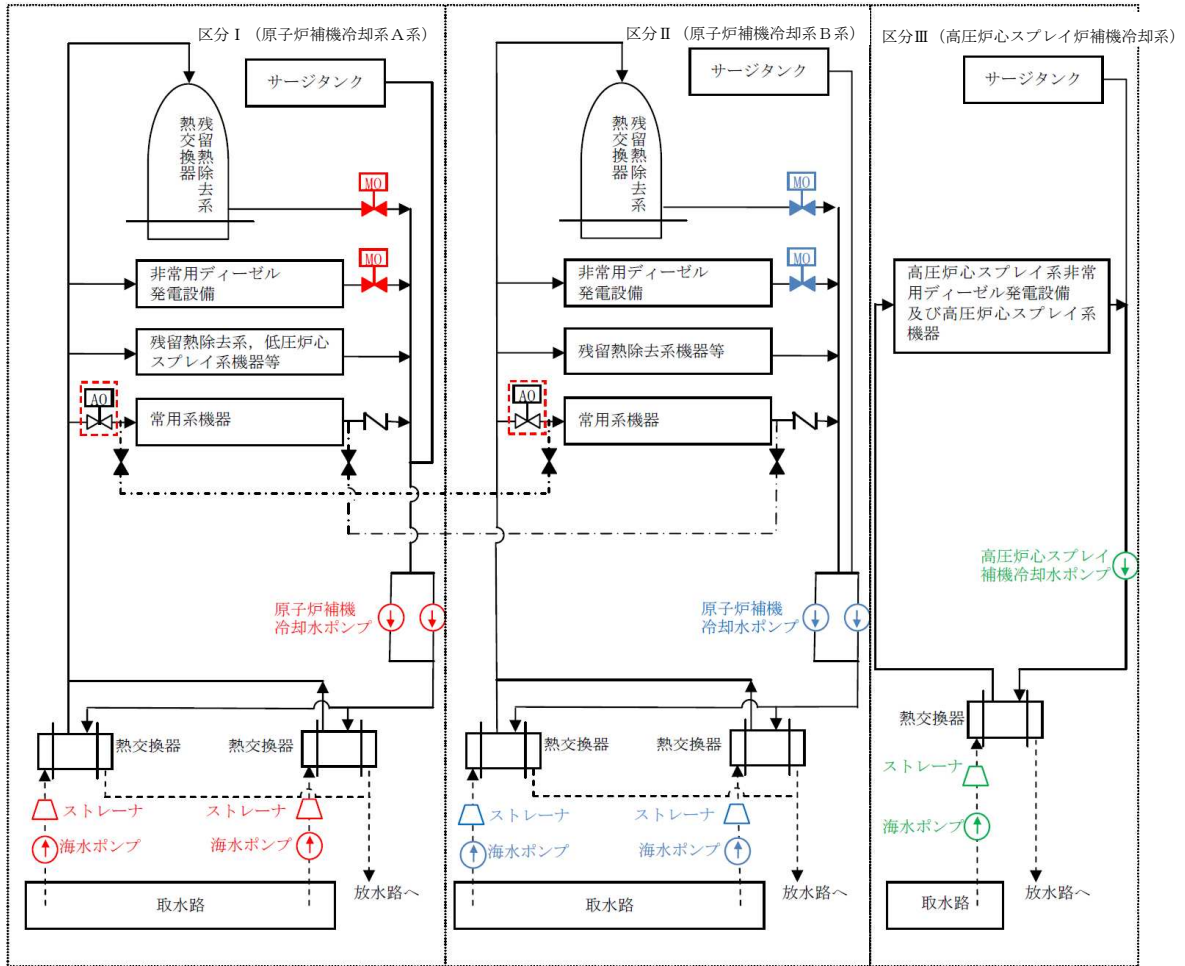 区分Ⅰ（原子炉補機冷却系A系）
サージタンク
残留熱除去系
熱交換器
MO
非常用ディーゼル
発電設備
MO
残留熱除去系，低圧炉心
スプレイ系機器等
AO
常用系機器
原子炉補機
冷却水ポンプ
熱交換器
熱交換器
ストレーナ
ストレーナ
海水ポンプ
海水ポンプ
取水路
放水路へ
区分Ⅱ（原子炉補機冷却系B系）
サージタンク
残留熱除去系
熱交換器
MO
非常用ディーゼル
発電設備
MO
残留熱除去系機器等
AO
常用系機器
原子炉補機
冷却水ポンプ
熱交換器
熱交換器
ストレーナ
ストレーナ
海水ポンプ
海水ポンプ
取水路
放水路へ
区分Ⅲ（高圧炉心スプレイ炉補機冷却系）
サージタンク
高圧炉心スプレイ系非常
用ディーゼル発電設備
及び高圧炉心スプレイ系
機器
高圧炉心スプレイ
補機冷却水ポンプ
熱交換器
ストレーナ
海水ポンプ
取水路
放水路へ